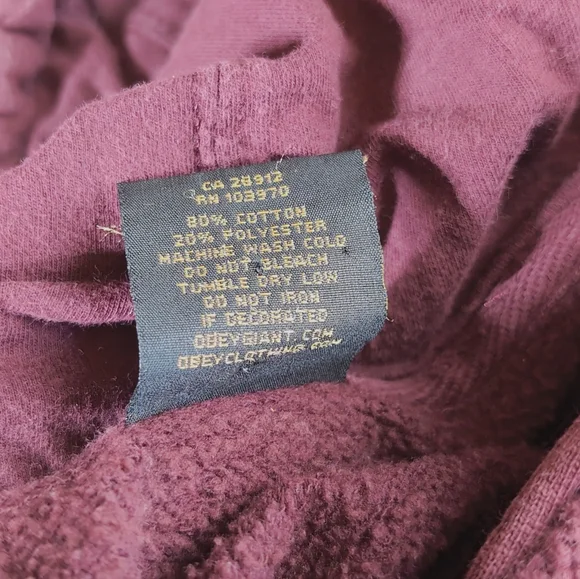 CA 28912
RN 103970
80% COTTON
20% POLYESTER
MACHINE WASH COLD
DO NOT BLEACH
TUMBLE DRY LOW
DO NOT IRON
IF DECORATED
OBEYGIANT.COM
OBEYCLOTHING.COM